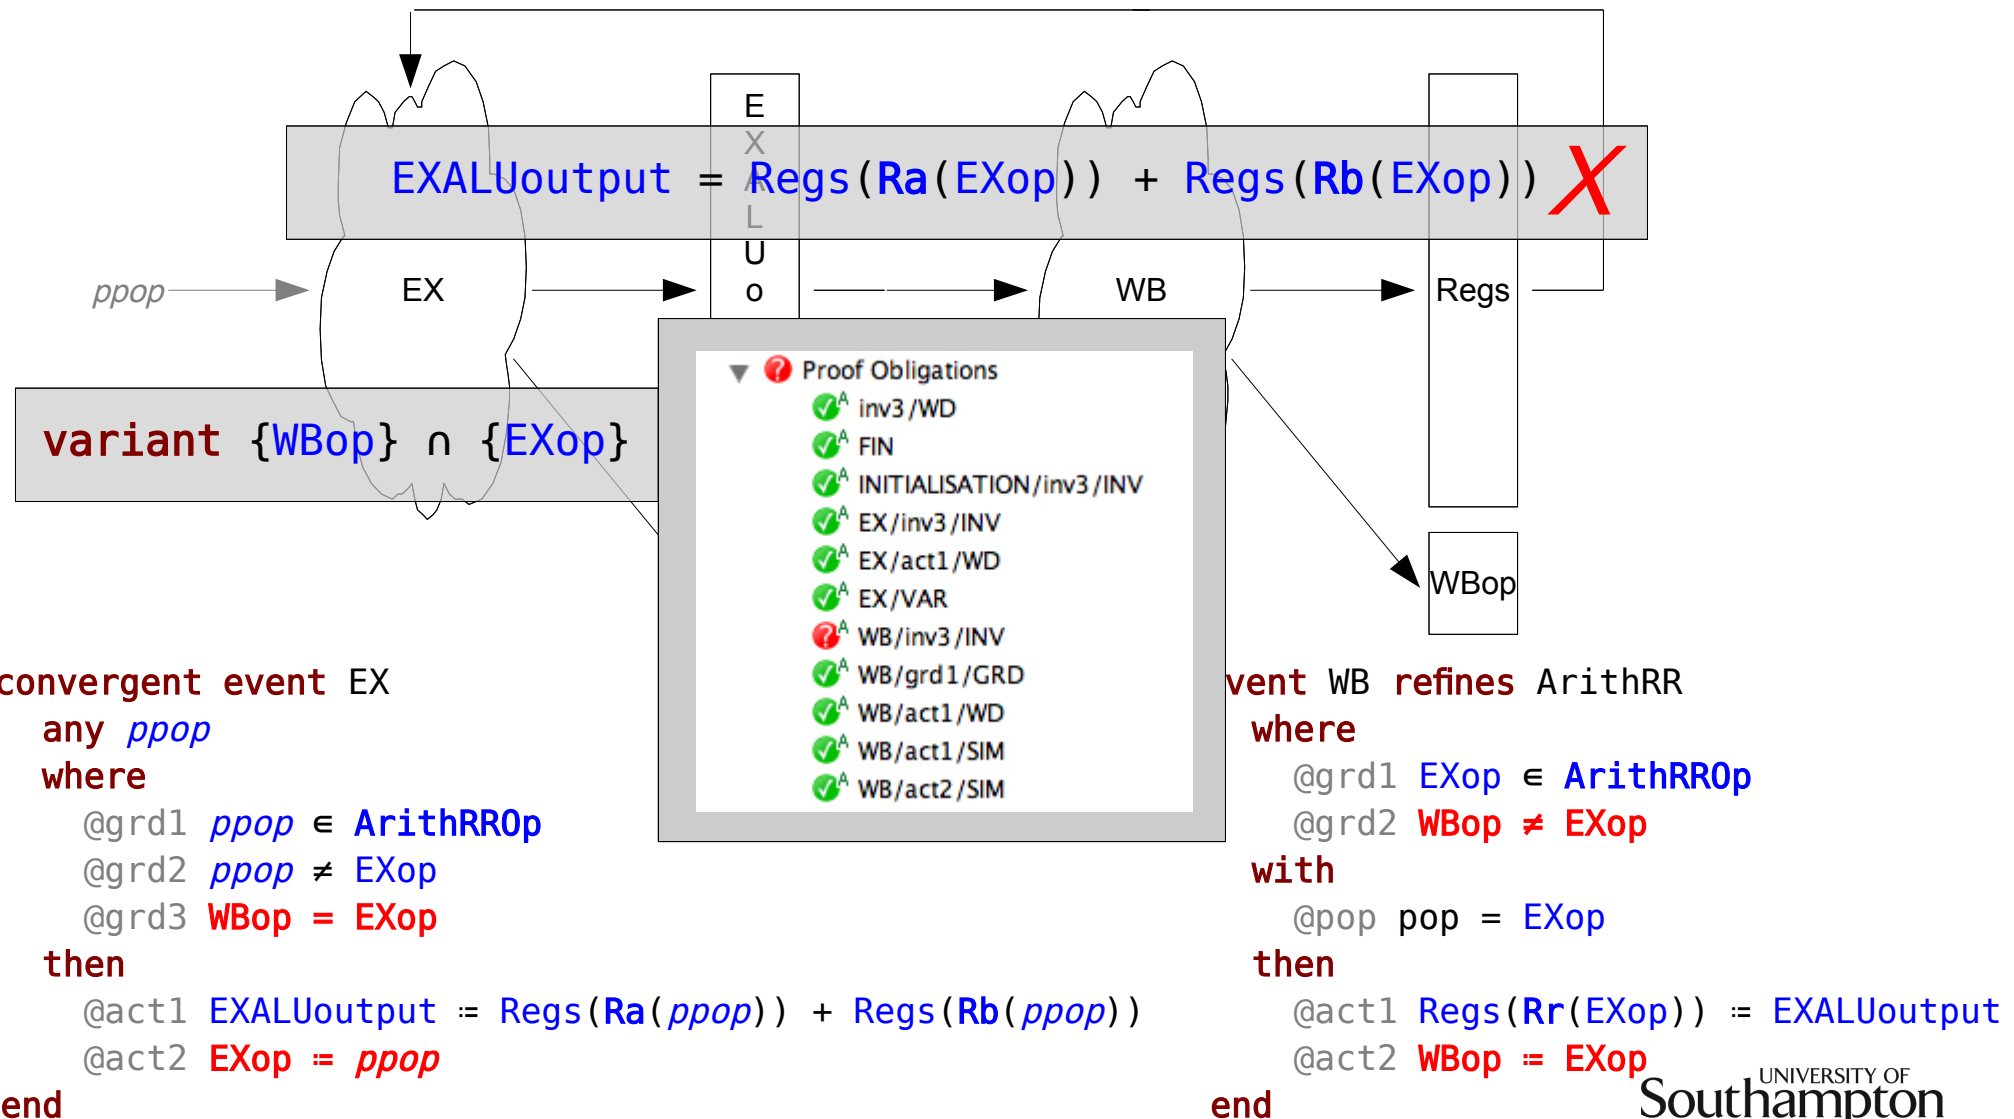 E
X
A
L
U
o
EXALUoutput = Regs(Ra(EXop)) + Regs(Rb(EXop)) X
ppop
EX
WB
Regs
variant {WBop} ∩ {EXop}
Proof Obligations
inv3/WD
FIN
INITIALISATION/inv3/INV
EX/inv3/INV
EX/act1/WD
EX/VAR
WB/inv3/INV
WB/grd1/GRD
WB/act1/WD
WB/act1/SIM
WB/act2/SIM
WBop
convergent event EX
any ppop
where
@grd1 ppop ∈ ArithRROp
@grd2 ppop ≠ EXop
@grd3 WBop = EXop
then
@act1 EXALUoutput ≔ Regs(Ra(ppop)) + Regs(Rb(ppop))
@act2 EXop ≔ ppop
end
vent WB refines ArithRR
where
@grd1 EXop ∈ ArithRROp
@grd2 WBop ≠ EXop
with
@pop pop = EXop
then
@act1 Regs(Rr(EXop)) ≔ EXALUoutput
@act2 WBop ≔ EXop
end
UNIVERSITY OF
Southampton